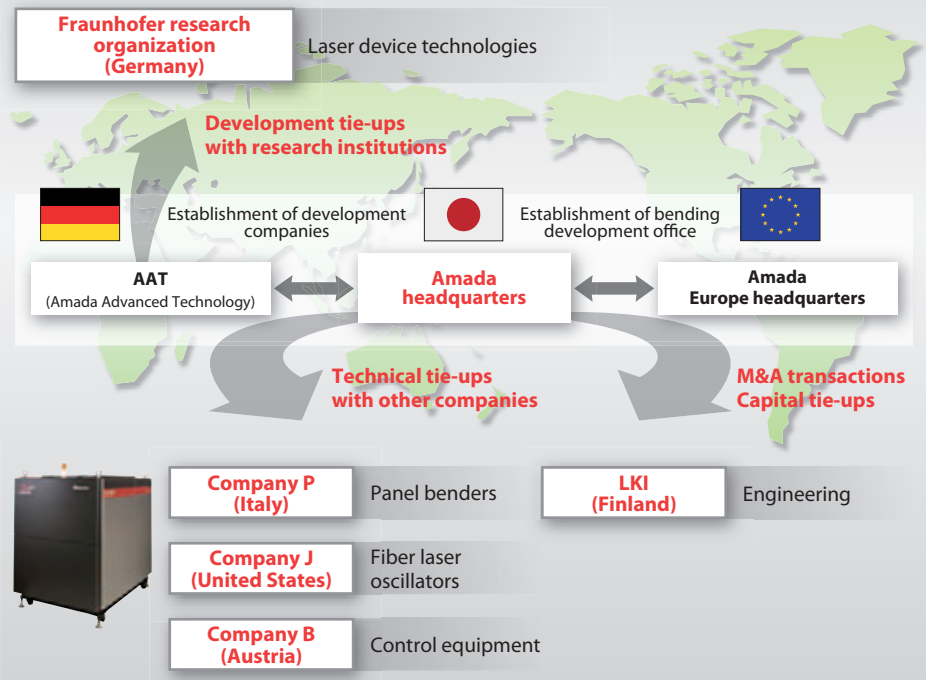 Fraunhofer research
organization
(Germany)
Laser device technologies
Development tie-ups
with research institutions
Establishment of development
companies
Establishment of bending
development office
AAT
(Amada Advanced Technology)
Amada
headquarters
Amada
Europe headquarters
Technical tie-ups
with other companies
M&A transactions
Capital tie-ups
Company P
(Italy)
Panel benders
LKI
(Finland)
Engineering
Company J
(United States)
Fiber laser
oscillators
Company B
(Austria)
Control equipment